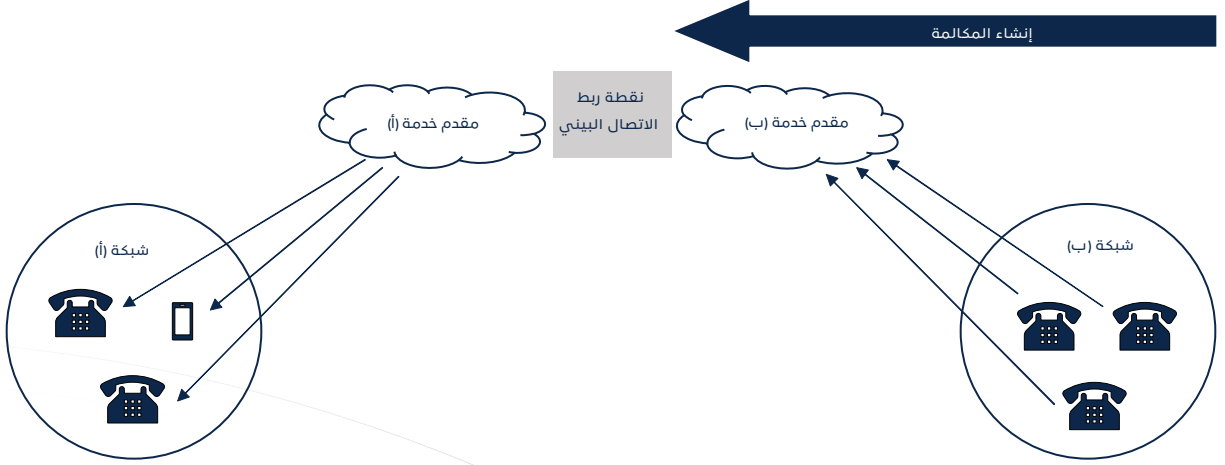 إنشاء المكالمة
نقطة ربط
الاتصال البيني
مقدم خدمة (ب)
مقدم خدمة (أ)
شبكة (ب)
شبكة (أ)